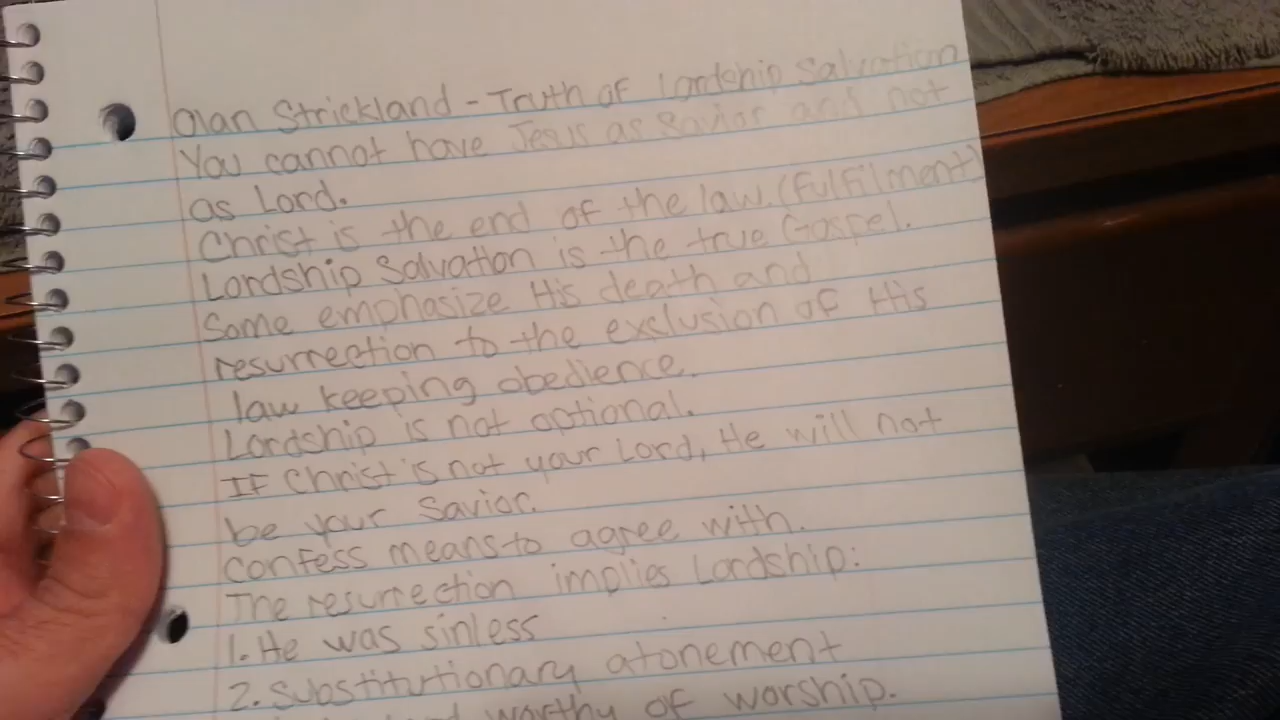 Olan Strickland - Truth of Lordship Salvation
You cannot have Jesus as Savior and not
as Lord.
Christ is the end of the law. (Fulfilment)
Lordship Salvation is the true Gospel.
Some emphasize His death and
resurrection to the exclusion of His
law keeping obedience.
Lordship is not optional.
If Christ is not your Lord, He will not
be your Savior.
Confess means to agree with.
The resurrection implies Lordship:
1. He was sinless
2. Substitutionary atonement
worthy of worship.